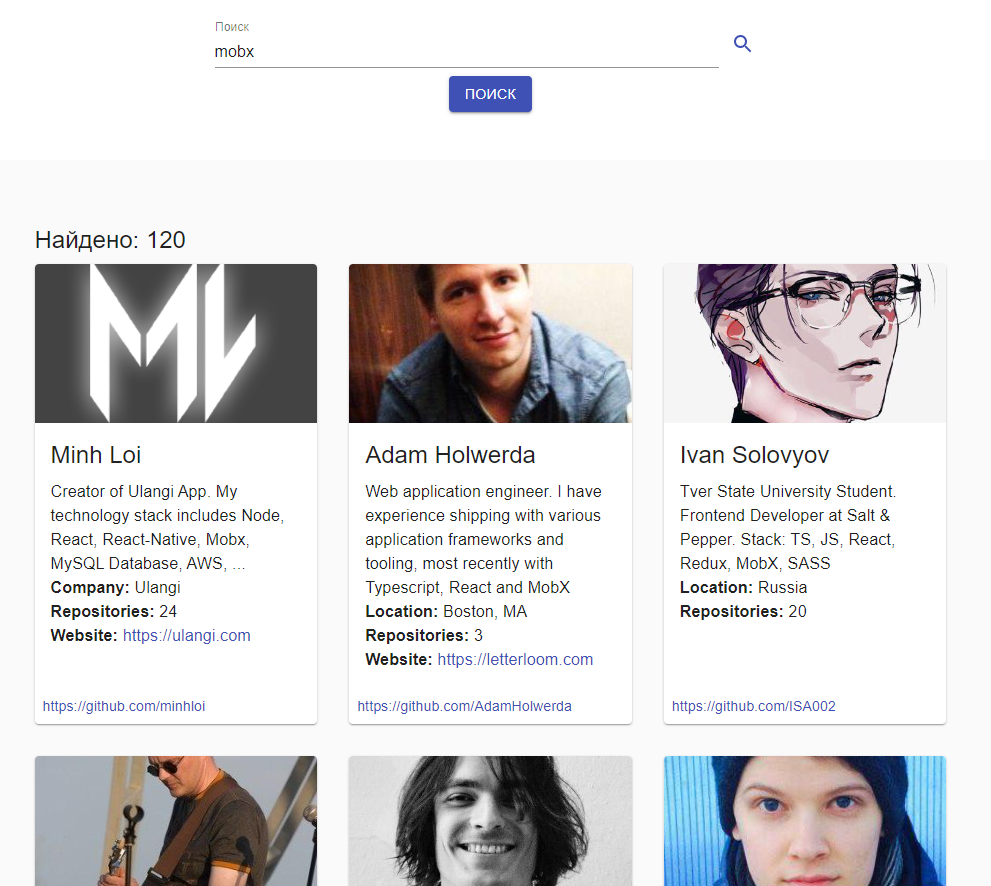 Поиск
mobx
ПОИСК
Найдено: 120
ML
Minh Loi
Creator of Ulangi App. My
technology stack includes Node,
React, React-Native, Mobx,
MySQL Database, AWS, ...
Company: Ulangi
Repositories: 24
Website: https://ulangi.com
https://github.com/minhloi
Adam Holwerda
Web application engineer. I have
experience shipping with various
application frameworks and
tooling, most recently with
Typescript, React and MobX
Location: Boston, MA
Repositories: 3
Website: https://letterloom.com
https://github.com/AdamHolwerda
Ivan Solovyov
Tver State University Student.
Frontend Developer at Salt &
Pepper. Stack: TS, JS, React,
Redux, MobX, SASS
Location: Russia
Repositories: 20
https://github.com/ISA002